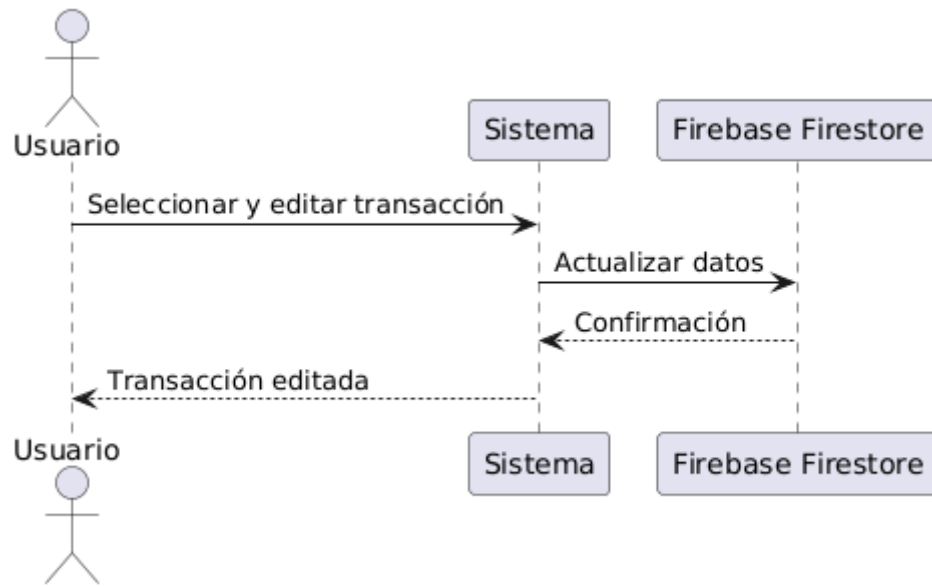 Usuario
Sistema
Firebase Firestore
Seleccionar y editar transacción
Actualizar datos
Confirmación
Transacción editada
Usuario
Sistema
Firebase Firestore